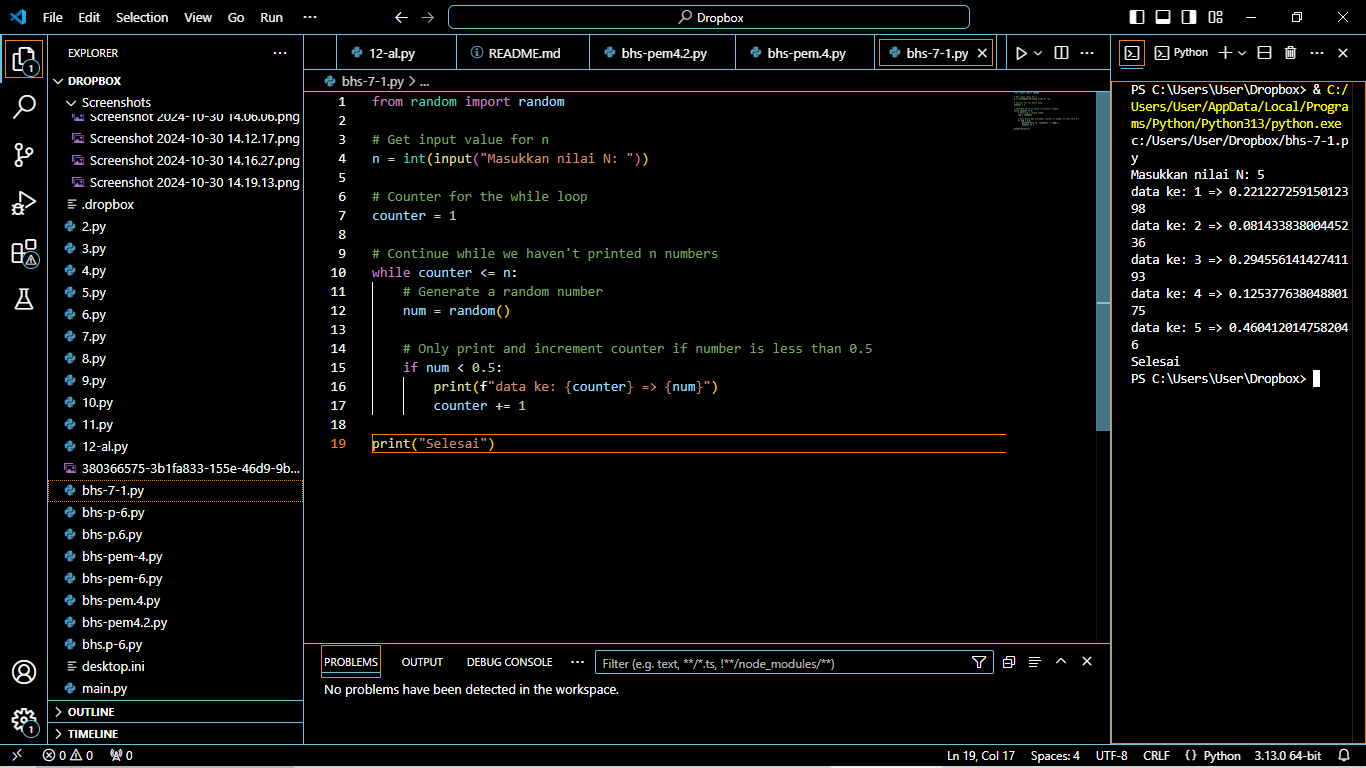 File Edit Selection View Go Run ··· Dropbox
EXPLORER ···
DROPBOX
Screenshots
Screenshot 2024-10-30 14.06.06.png
Screenshot 2024-10-30 14.12.17.png
Screenshot 2024-10-30 14.16.27.png
Screenshot 2024-10-30 14.19.13.png
.dropbox
2.py
3.py
4.py
5.py
6.py
7.py
8.py
9.py
10.py
11.py
12-al.py
380366575-3b1fa833-155e-46d9-9b...
bhs-7-1.py
bhs-p-6.py
bhs-p.6.py
bhs-pem-4.py
bhs-pem-6.py
bhs-pem.4.py
bhs-pem4.2.py
bhs.p-6.py
desktop.ini
main.py
OUTLINE
TIMELINE
1
1
12-al.py README.md bhs-pem4.2.py bhs-pem.4.py bhs-7-1.py
bhs-7-1.py > ...
1 from random import random
2
3 # Get input value for n
4 n = int(input("Masukkan nilai N: "))
5
6 # Counter for the while loop
7 counter = 1
8
9 # Continue while we haven't printed n numbers
10 while counter <= n:
11 # Generate a random number
12 num = random()
13
14 # Only print and increment counter if number is less than 0.5
15 if num < 0.5:
16 print(f"data ke: {counter} => {num}")
17 counter += 1
18
19 print("Selesai")
PROBLEMS OUTPUT DEBUG CONSOLE ··· Filter (e.g. text, **/*.ts, !**/node_modules/**)
No problems have been detected in the workspace.
Python
PS C:\Users\User\Dropbox> & C:/
Users/User/AppData/Local/Progra
ms/Python/Python313/python.exe
c:/Users/User/Dropbox/bhs-7-1.p
y
Masukkan nilai N: 5
data ke: 1 => 0.221227259150123
98
data ke: 2 => 0.081433838004452
36
data ke: 3 => 0.294556141427411
93
data ke: 4 => 0.125377638048801
75
data ke: 5 => 0.460412014758204
6
Selesai
PS C:\Users\User\Dropbox>
0 0 0 Ln 19, Col 17 Spaces: 4 UTF-8 CRLF {} Python 3.13.0 64-bit